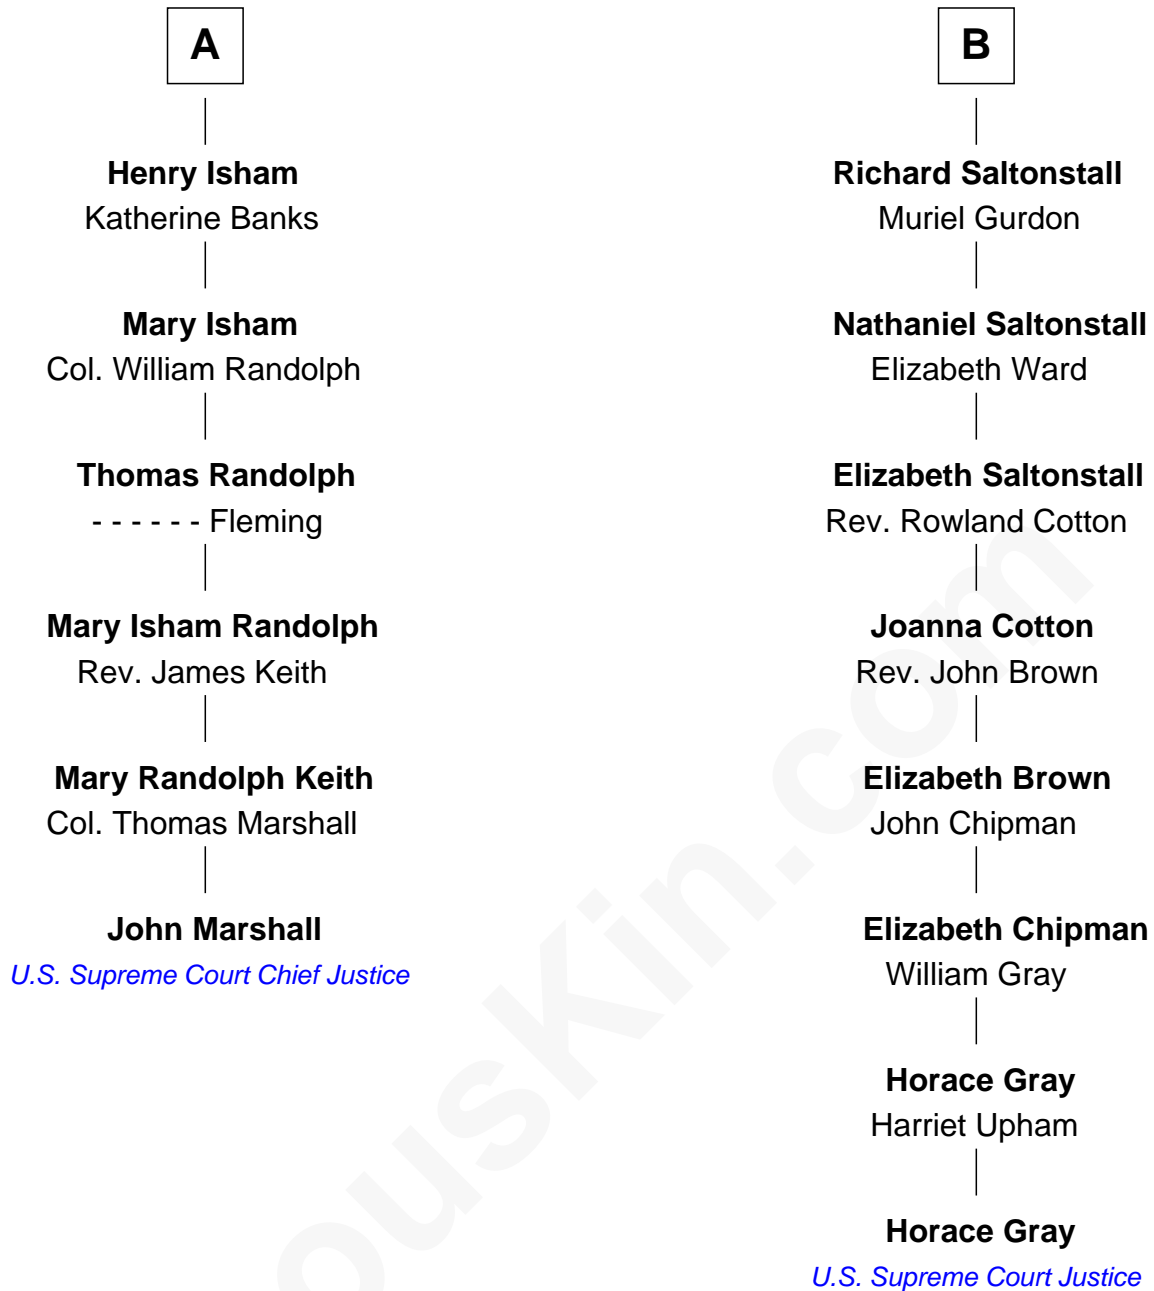 A
Henry Isham
Katherine Banks
Mary Isham
Col. William Randolph
Thomas Randolph
- - - - - - Fleming
Mary Isham Randolph
Rev. James Keith
Mary Randolph Keith
Col. Thomas Marshall
John Marshall
U.S. Supreme Court Chief Justice
B
Richard Saltonstall
Muriel Gurdon
Nathaniel Saltonstall
Elizabeth Ward
Elizabeth Saltonstall
Rev. Rowland Cotton
Joanna Cotton
Rev. John Brown
Elizabeth Brown
John Chipman
Elizabeth Chipman
William Gray
Horace Gray
Harriet Upham
Horace Gray
U.S. Supreme Court Justice
ousKin.com